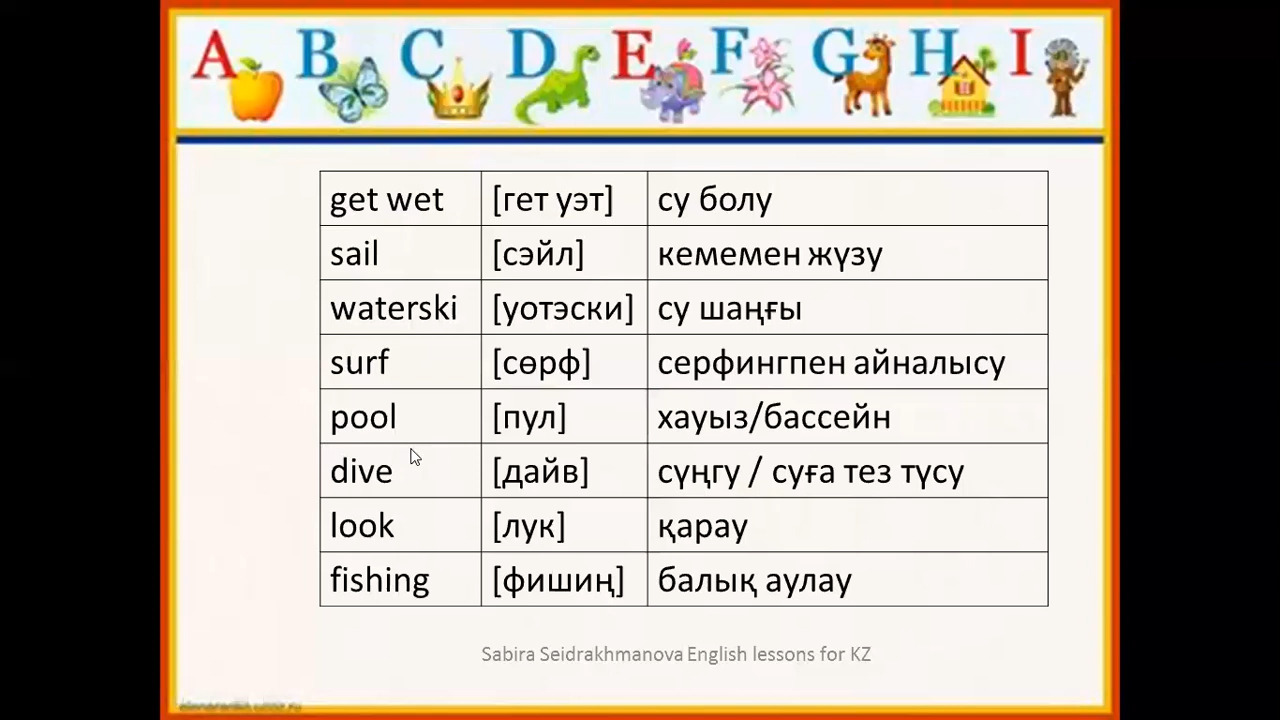 A B C D E F G H I
get wet [гет уэт] су болу
sail [сэйл] кемемен жүзу
waterski [уотэски] су шаңғы
surf [сөрф] серфингпен айналысу
pool [пул] хауыз/бассейн
dive [дайв] сүңгу / суға тез түсу
look [лук] қарау
fishing [фишиң] балық аулау
Sabira Seidrakhmanova English lessons for KZ